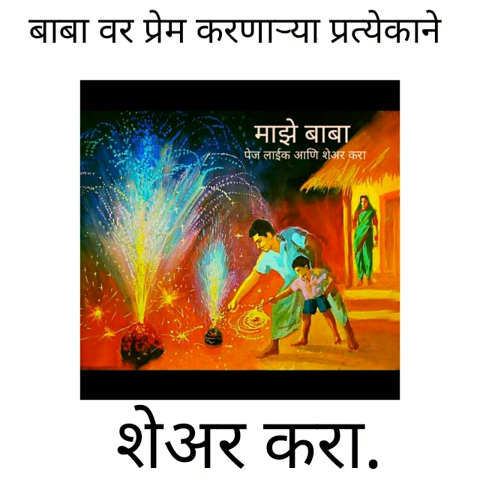 बाबा वर प्रेम करणाऱ्या प्रत्येकाने
माझे बाबा
पेज लाईक आणि शेअर करा
शेअर करा.